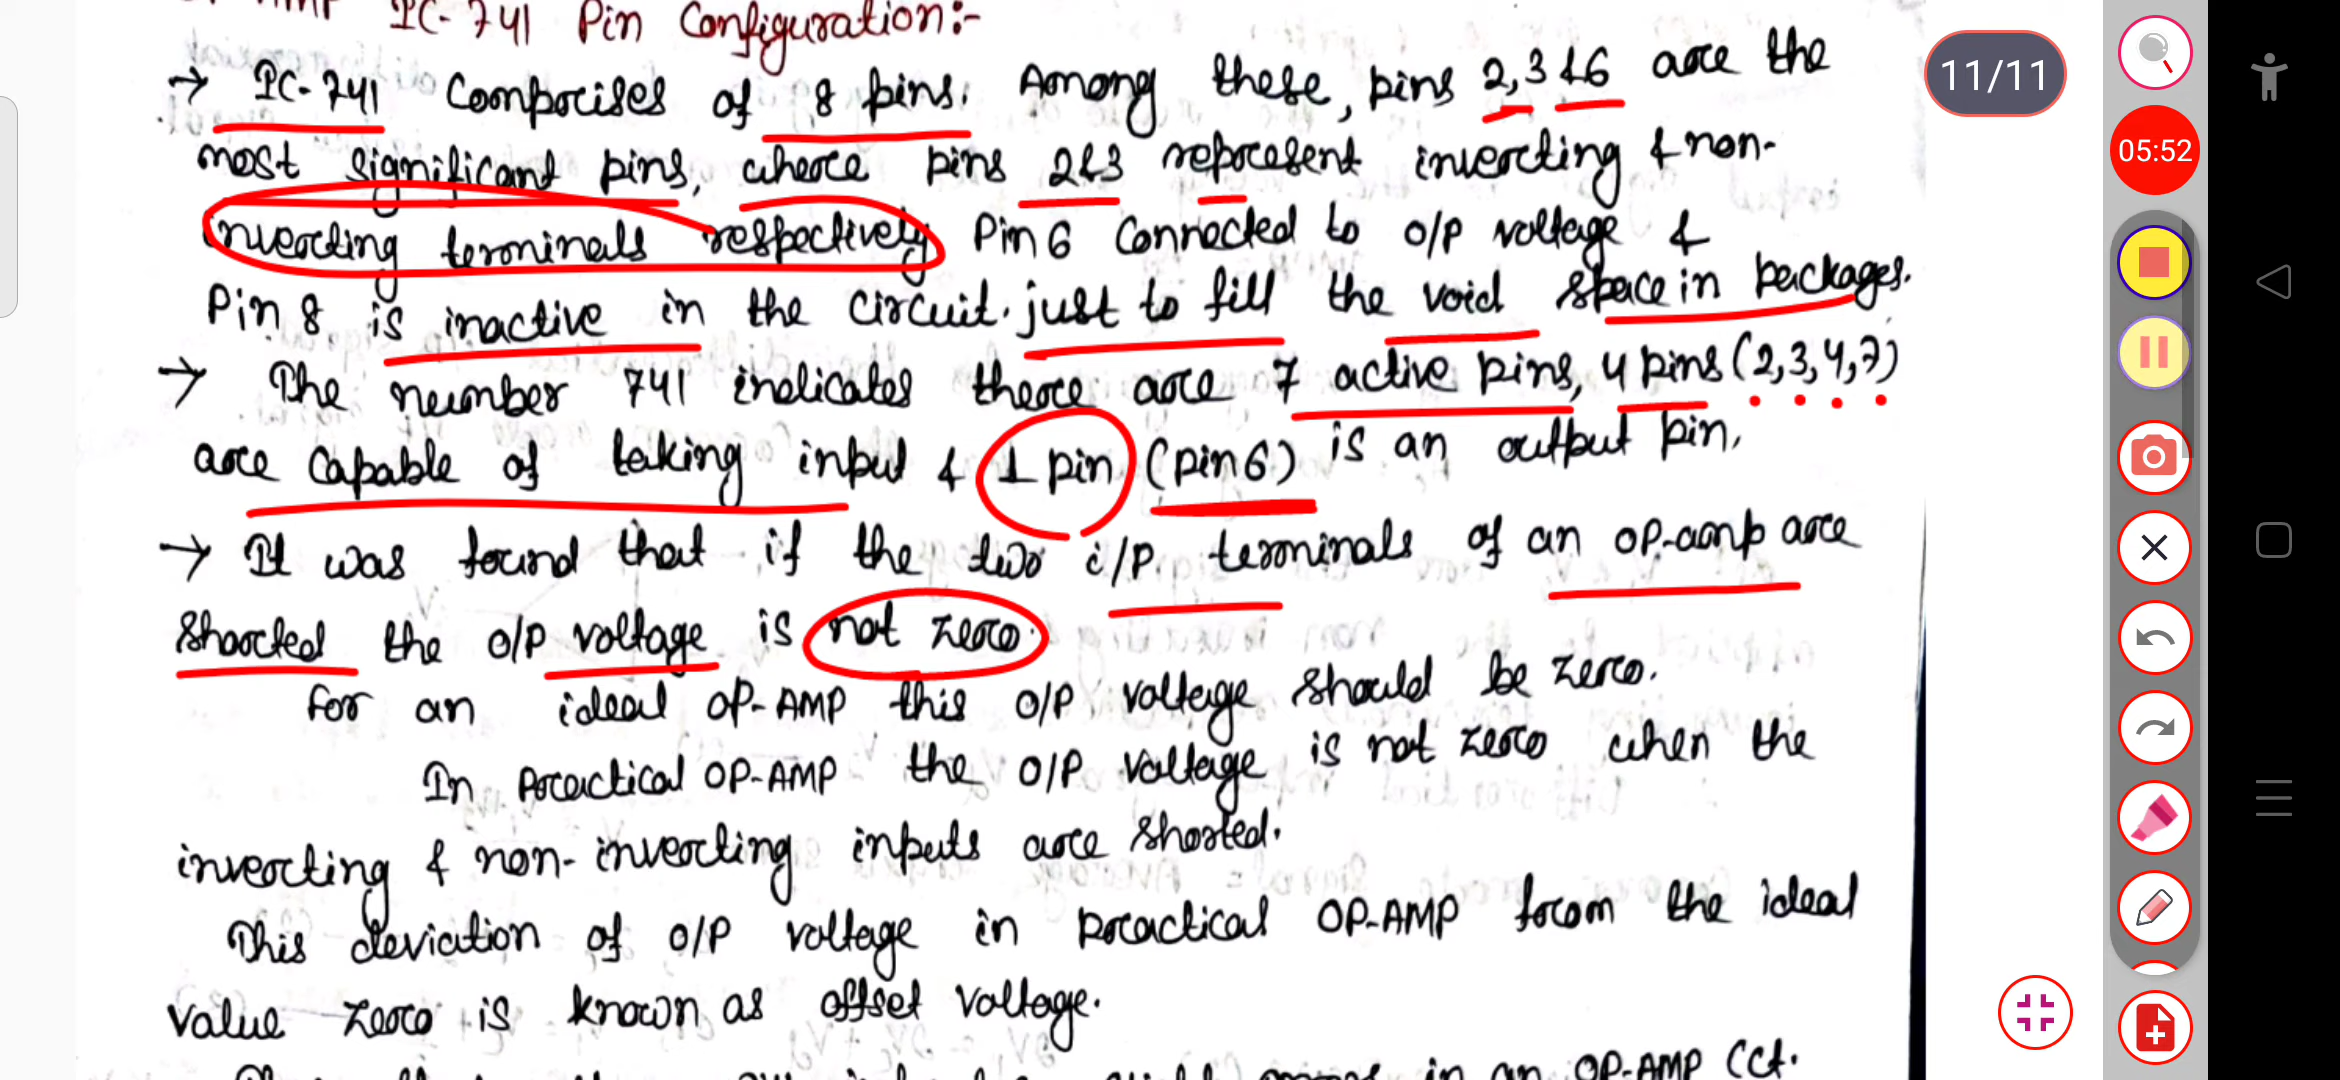 OP-AMP IC-741 Pin Configuration:-
→ IC-741 Comprises of 8 pins. Among these, pins 2,3 & 6 are the
most significant pins, where pins 2&3 represent inverting & non-
inverting terminals respectively Pin 6 Connected to o/p voltage &
Pin 8 is inactive in the circuit. just to fill the void space in packages.
→ The number 741 indicates there are 7 active pins, 4 pins (2,3,4,7)
are capable of taking input & 1 pin (pin 6) is an output pin.
→ It was found that if the two i/p terminals of an op-amp are
shorted the o/p voltage is not zero.
For an ideal OP-AMP this o/p voltage should be zero.
In practical OP-AMP the o/p voltage is not zero when the
inverting & non-inverting inputs are shorted.
This deviation of o/p voltage in practical OP-AMP from the ideal
value zero is known as offset voltage.
in an OP-AMP CCt.
11/11
05:52